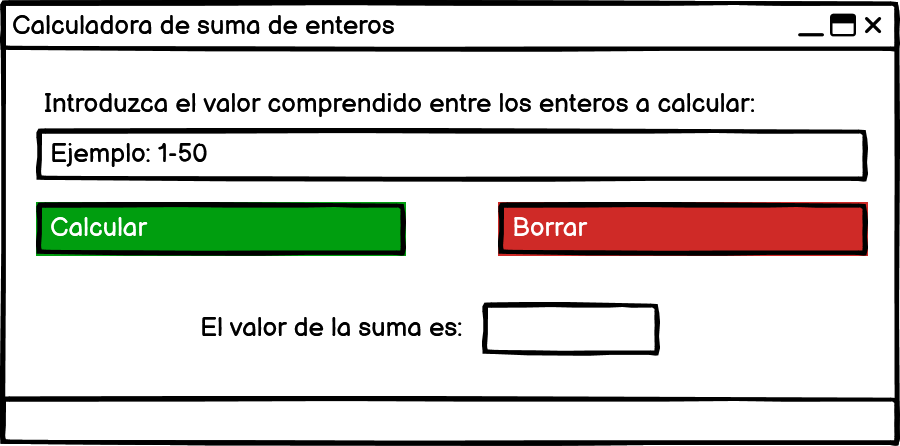 Calculadora de suma de enteros
Introduzca el valor comprendido entre los enteros a calcular:
Ejemplo: 1-50
Calcular
Borrar
El valor de la suma es: